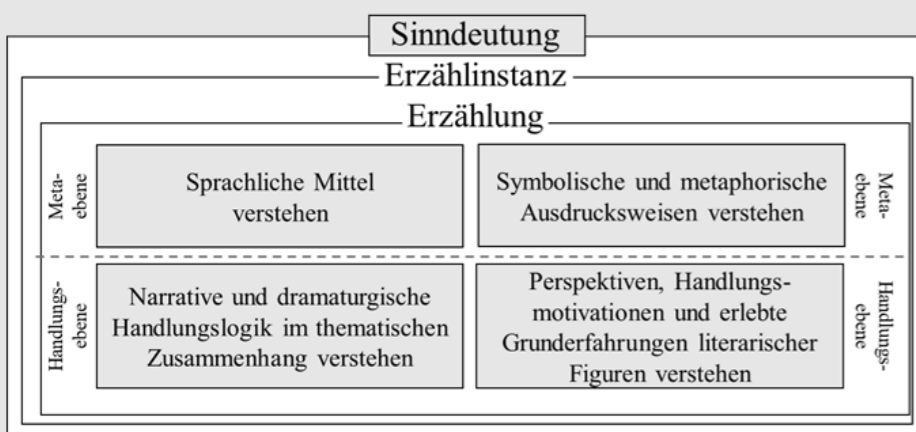 Sinndeutung
Erzählinstanz
Erzählung
Meta-
ebene
Sprachliche Mittel
verstehen
Symbolische und metaphorische
Ausdrucksweisen verstehen
Meta-
ebene
Handlungs-
ebene
Narrative und dramaturgische
Handlungslogik im thematischen
Zusammenhang verstehen
Perspektiven, Handlungs-
motivationen und erlebte
Grunderfahrungen literarischer
Figuren verstehen
Handlungs-
ebene